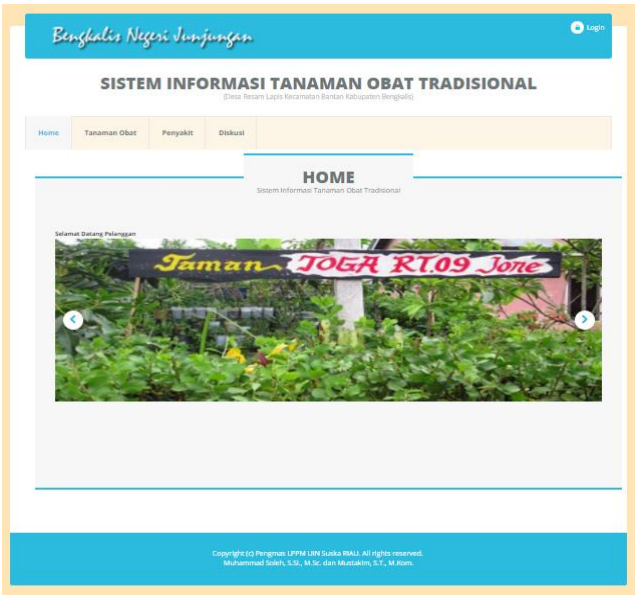 Bengkalis Negeri Junjungan
Login
SISTEM INFORMASI TANAMAN OBAT TRADISIONAL
(Desa Resam Lapis Kecamatan Bantan Kabupaten Bengkalis)
Home Tanaman Obat Penyakit Diskusi
HOME
Sistem Informasi Tanaman Obat Tradisional
Selamat Datang Pelanggan
Taman TOGA RT.09 Jone
Copyright (c) Pengmas LPPM UIN Suska RIAU. All rights reserved.
Muhammad Soleh, S.Si., M.Sc. dan Mustakim, S.T., M.Kom.